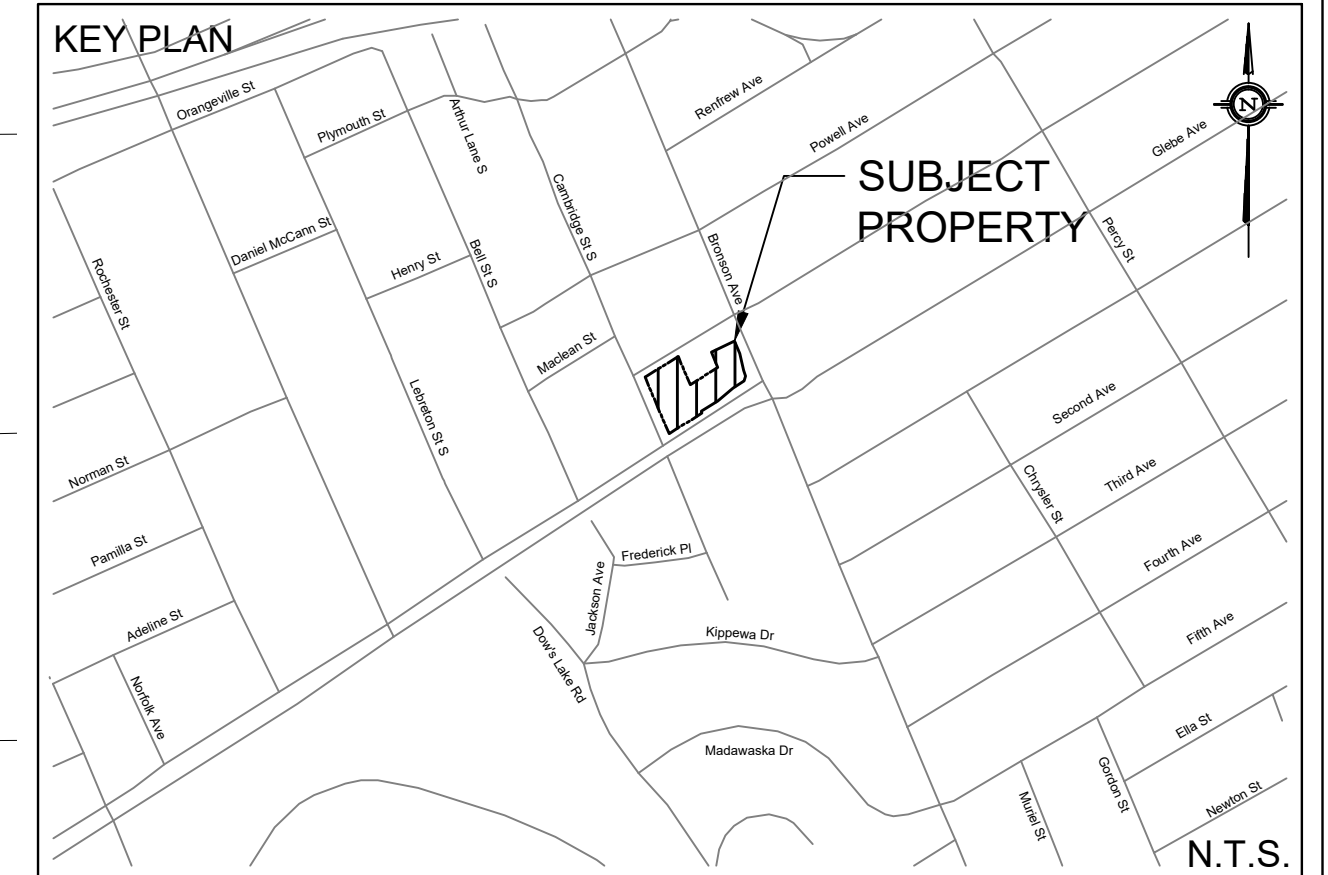 KEY PLAN
Orangeville St
Plymouth St
Arthur Lane S
Renfrew Ave
Powell Ave
Glebe Ave
N
SUBJECT
PROPERTY
Cambridge St S
Daniel McCann St
Henry St
Bell St S
Bronson Ave
Percy St
Rochester St
Maclean St
Lebreton St S
Second Ave
Third Ave
Chrysler St
Norman St
Pamilla St
Frederick Pl
Fourth Ave
Jackson Ave
Adeline St
Kippewa Dr
Fifth Ave
Dow's Lake Rd
Norfolk Ave
Madawaska Dr
Ella St
Gordon St
Muriel St
Newton St
N.T.S.